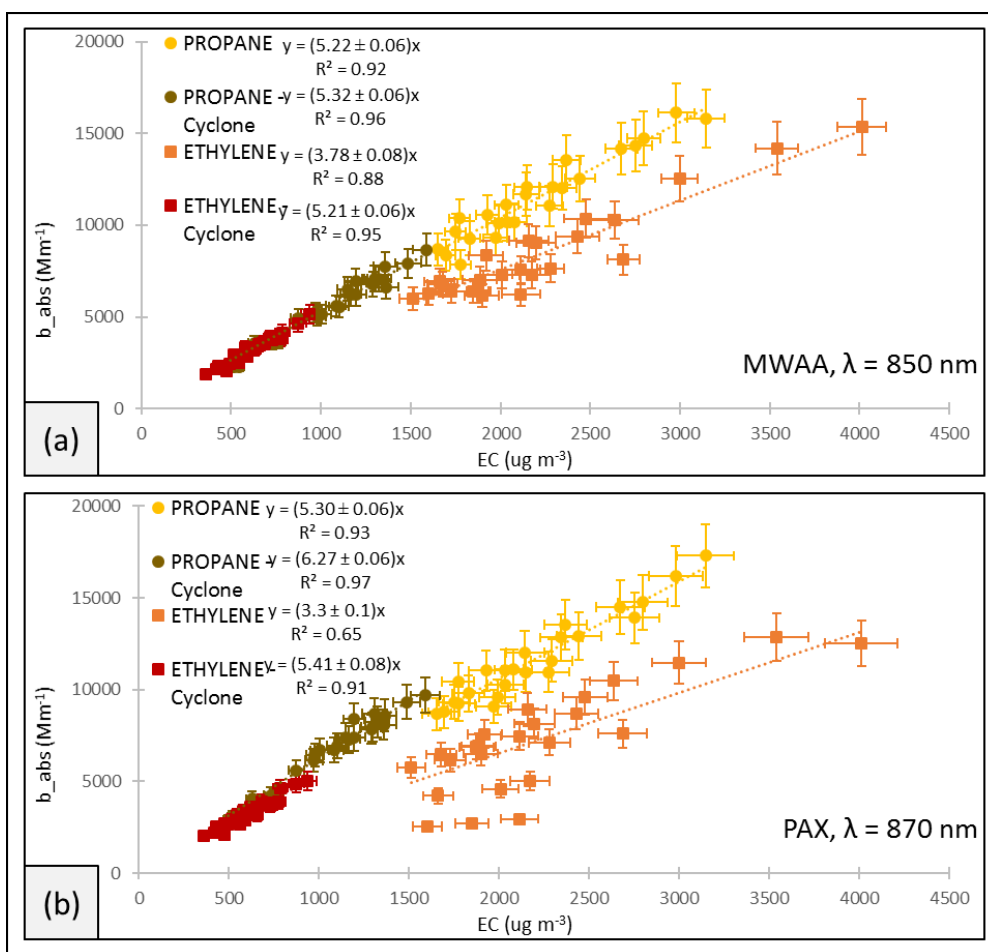 20000
15000
10000
5000
0
b_abs (Mm⁻¹)
PROPANE y = (5.22 ± 0.06)x
R² = 0.92
PROPANE - y = (5.32 ± 0.06)x
Cyclone R² = 0.96
ETHYLENE y = (3.78 ± 0.08)x
R² = 0.88
ETHYLENE - y = (5.21 ± 0.06)x
Cyclone R² = 0.95
MWAA, λ = 850 nm
(a)
0 500 1000 1500 2000 2500 3000 3500 4000 4500
EC (ug m⁻³)
20000
15000
10000
5000
0
b_abs (Mm⁻¹)
PROPANE y = (5.30 ± 0.06)x
R² = 0.93
PROPANE - y = (6.27 ± 0.06)x
Cyclone R² = 0.97
ETHYLENE y = (3.3 ± 0.1)x
R² = 0.65
ETHYLENE - y = (5.41 ± 0.08)x
Cyclone R² = 0.91
PAX, λ = 870 nm
(b)
0 500 1000 1500 2000 2500 3000 3500 4000 4500
EC (ug m⁻³)